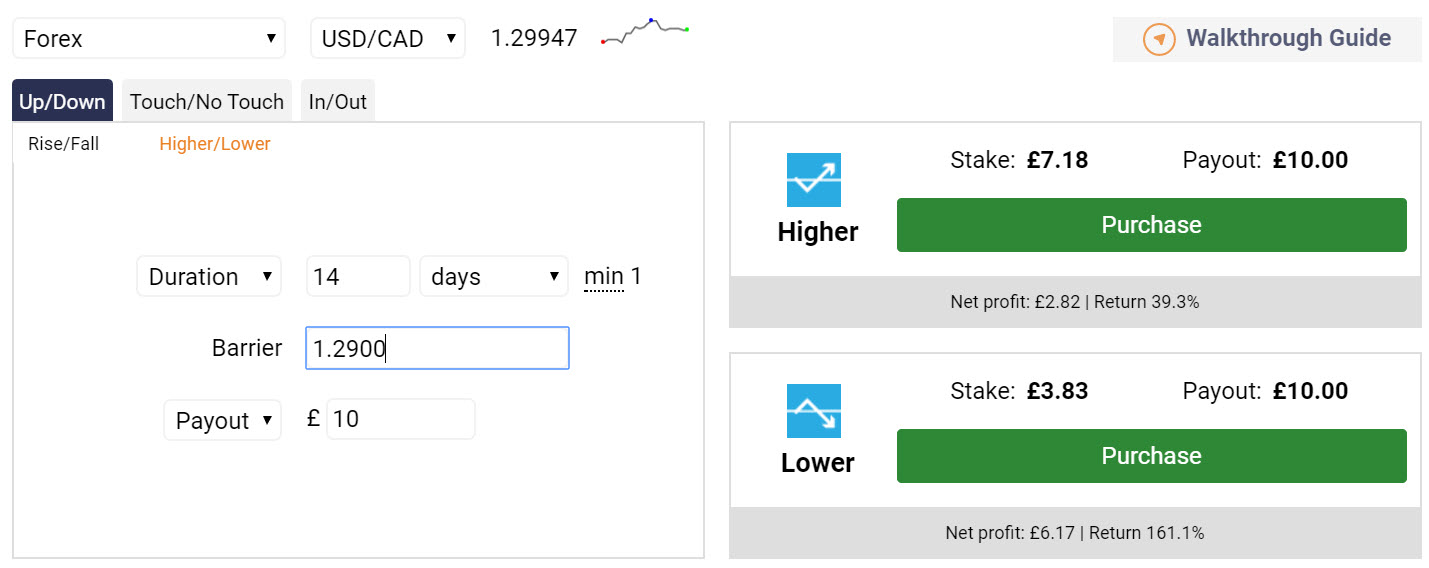 Forex USD/CAD 1.29947 Walkthrough Guide
Up/Down Touch/No Touch In/Out
Rise/Fall Higher/Lower
Duration 14 days min 1
Barrier 1.2900
Payout £ 10
Stake: £7.18 Payout: £10.00
Higher Purchase
Net profit: £2.82 | Return 39.3%
Stake: £3.83 Payout: £10.00
Lower Purchase
Net profit: £6.17 | Return 161.1%